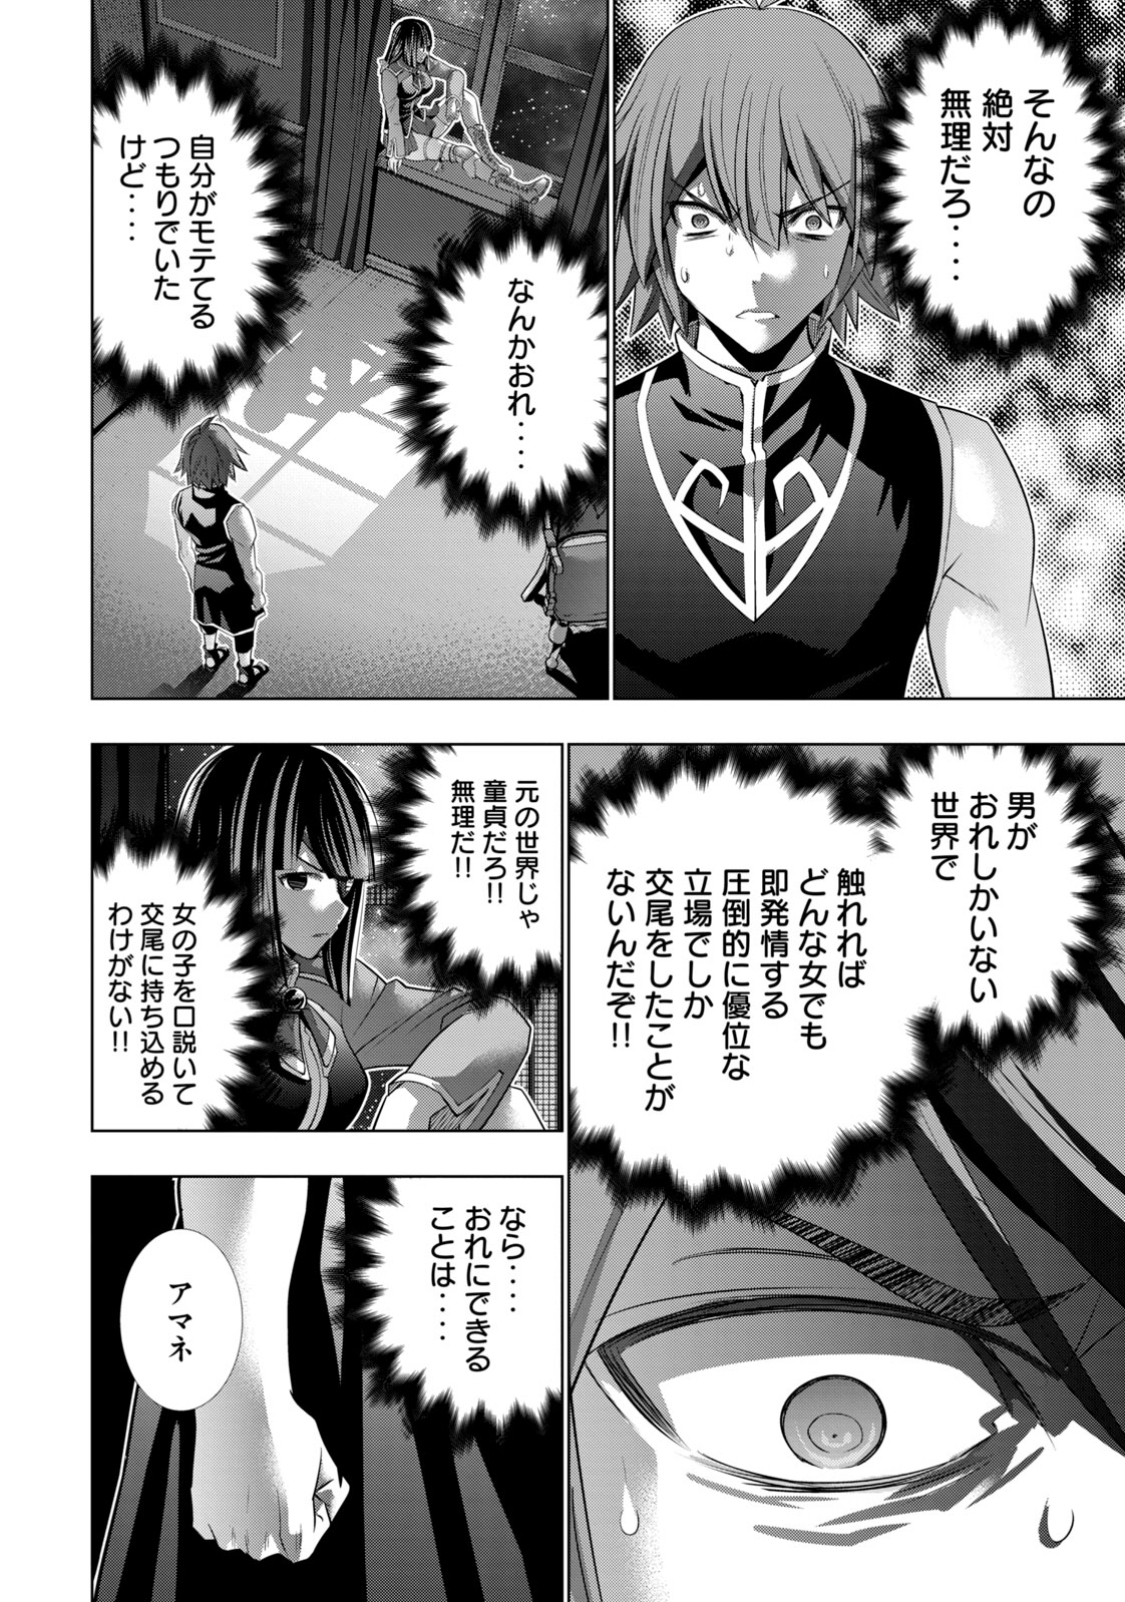 そんなの
絶対
無理だろ‥‥
なんかおれ‥‥
自分がモテてる
つもりでいた
けど‥‥
男が
おれしかいない
世界で
触れれば
どんな女でも
即発情する
圧倒的に優位な
立場でしか
交尾をしたことが
ないんだぞ!!
元の世界じゃ
童貞だろ!!
無理だ!!
女の子を口説いて
交尾に持ち込める
わけがない!!
なら‥‥
おれにできる
ことは‥‥
アマネ